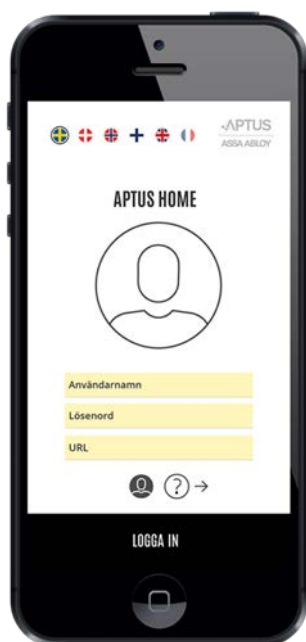 APTUS
ASSA ABLOY
APTUS HOME
Användarnamn
Lösenord
URL
?
LOGGA IN